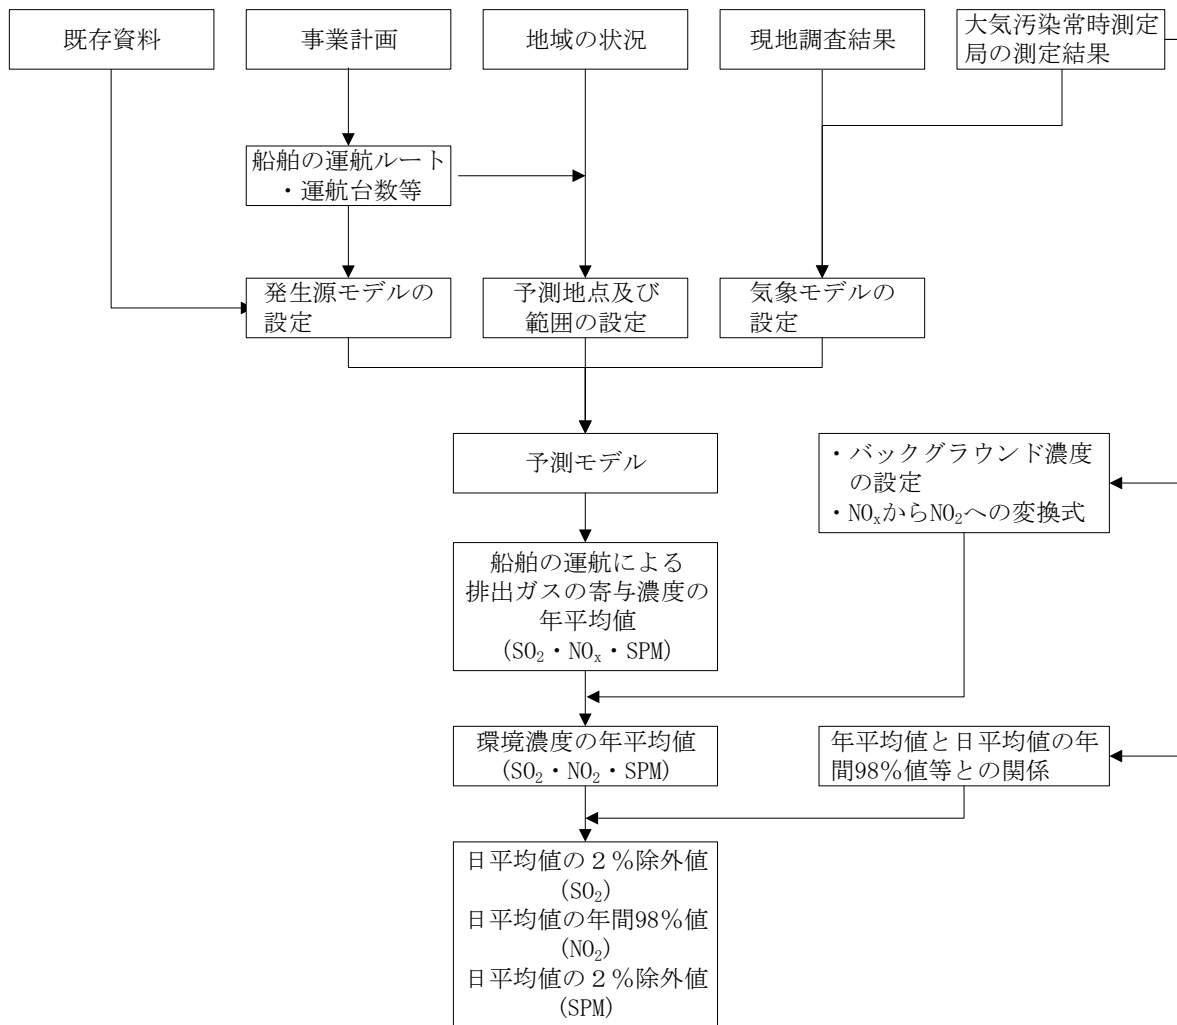 既存資料
事業計画
地域の状況
現地調査結果
大気汚染常時測定
局の測定結果
船舶の運航ルート
・運航台数等
発生源モデルの
設定
予測地点及び
範囲の設定
気象モデルの
設定
予測モデル
・バックグラウンド濃度
の設定
・NOxからNO2への変換式
船舶の運航による
排出ガスの寄与濃度の
年平均値
(SO2・NOx・SPM)
環境濃度の年平均値
(SO2・NO2・SPM)
年平均値と日平均値の年
間98%値等との関係
日平均値の２%除外値
(SO2)
日平均値の年間98%値
(NO2)
日平均値の２%除外値
(SPM)